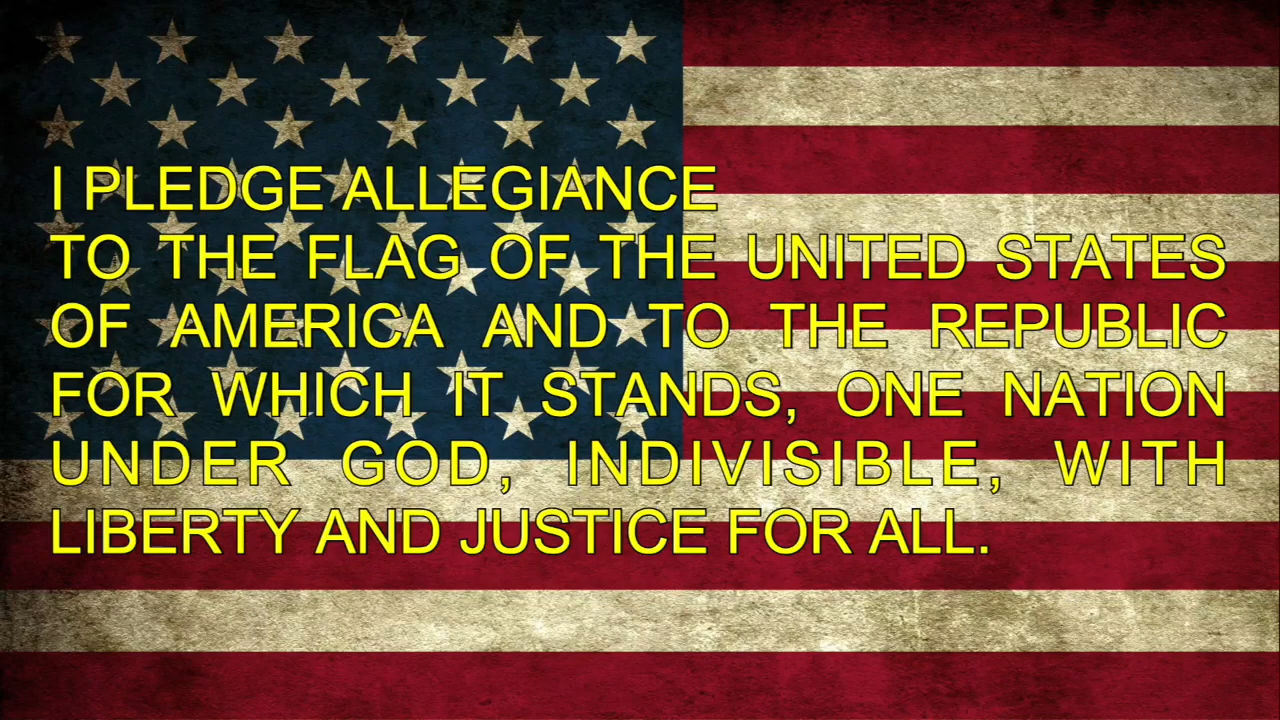 I PLEDGE ALLEGIANCE
TO THE FLAG OF THE UNITED STATES
OF AMERICA AND TO THE REPUBLIC
FOR WHICH IT STANDS, ONE NATION
UNDER GOD, INDIVISIBLE, WITH
LIBERTY AND JUSTICE FOR ALL.